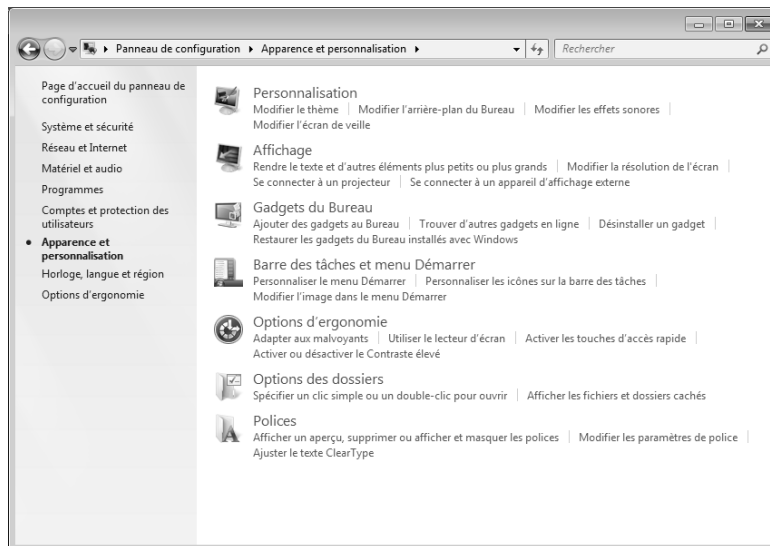 Panneau de configuration Apparence et personnalisation Rechercher
Page d'accueil du panneau de
configuration
Système et sécurité
Réseau et Internet
Matériel et audio
Programmes
Comptes et protection des
utilisateurs
Apparence et
personnalisation
Horloge, langue et région
Options d'ergonomie
Personnalisation
Modifier le thème Modifier l'arrière-plan du Bureau Modifier les effets sonores
Modifier l'écran de veille
Affichage
Rendre le texte et d'autres éléments plus petits ou plus grands Modifier la résolution de l'écran
Se connecter à un projecteur Se connecter à un appareil d'affichage externe
Gadgets du Bureau
Ajouter des gadgets au Bureau Trouver d'autres gadgets en ligne Désinstaller un gadget
Restaurer les gadgets du Bureau installés avec Windows
Barre des tâches et menu Démarrer
Personnaliser le menu Démarrer Personnaliser les icônes sur la barre des tâches
Modifier l'image dans le menu Démarrer
Options d'ergonomie
Adapter aux malvoyants Utiliser le lecteur d'écran Activer les touches d'accès rapide
Activer ou désactiver le Contraste élevé
Options des dossiers
Spécifier un clic simple ou un double-clic pour ouvrir Afficher les fichiers et dossiers cachés
Polices
Afficher un aperçu, supprimer ou afficher et masquer les polices Modifier les paramètres de police
Ajuster le texte ClearType